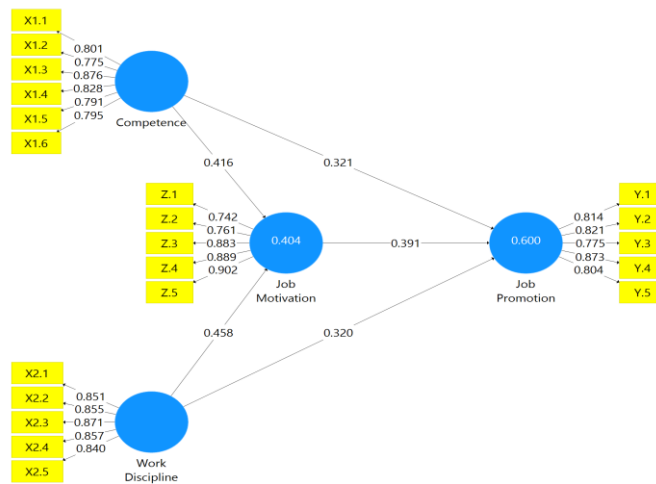 X1.1
X1.2
X1.3
X1.4
X1.5
X1.6
0.801
0.775
0.876
0.828
0.791
0.795
Competence
0.416
0.321
Z.1
Z.2
Z.3
Z.4
Z.5
0.742
0.761
0.883
0.889
0.902
0.404
Job
Motivation
0.391
0.600
Job
Promotion
0.814
0.821
0.775
0.873
0.804
Y.1
Y.2
Y.3
Y.4
Y.5
0.458
0.320
X2.1
X2.2
X2.3
X2.4
X2.5
0.851
0.855
0.871
0.857
0.840
Work
Discipline